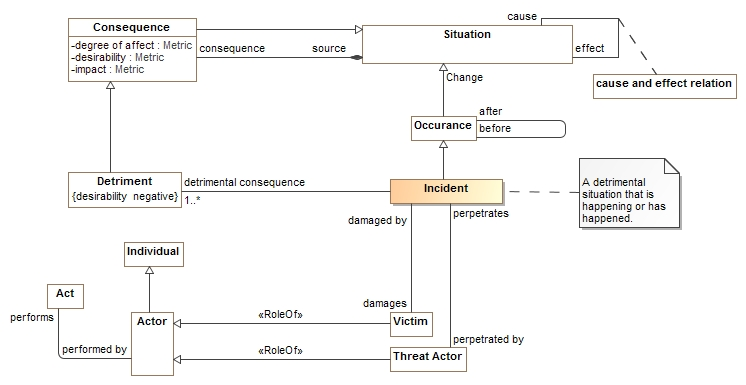 Consequence
-degree of affect : Metric
-desirability : Metric
-impact : Metric
consequence
source
Situation
cause
effect
cause and effect relation
Change
Occurance
after
before
Detriment
{desirability negative}
detrimental consequence
1..*
Incident
A detrimental
situation that is
happening or has
happened.
damaged by
perpetrates
Individual
Act
performs
performed by
Actor
«RoleOf»
damages
Victim
«RoleOf»
perpetrated by
Threat Actor